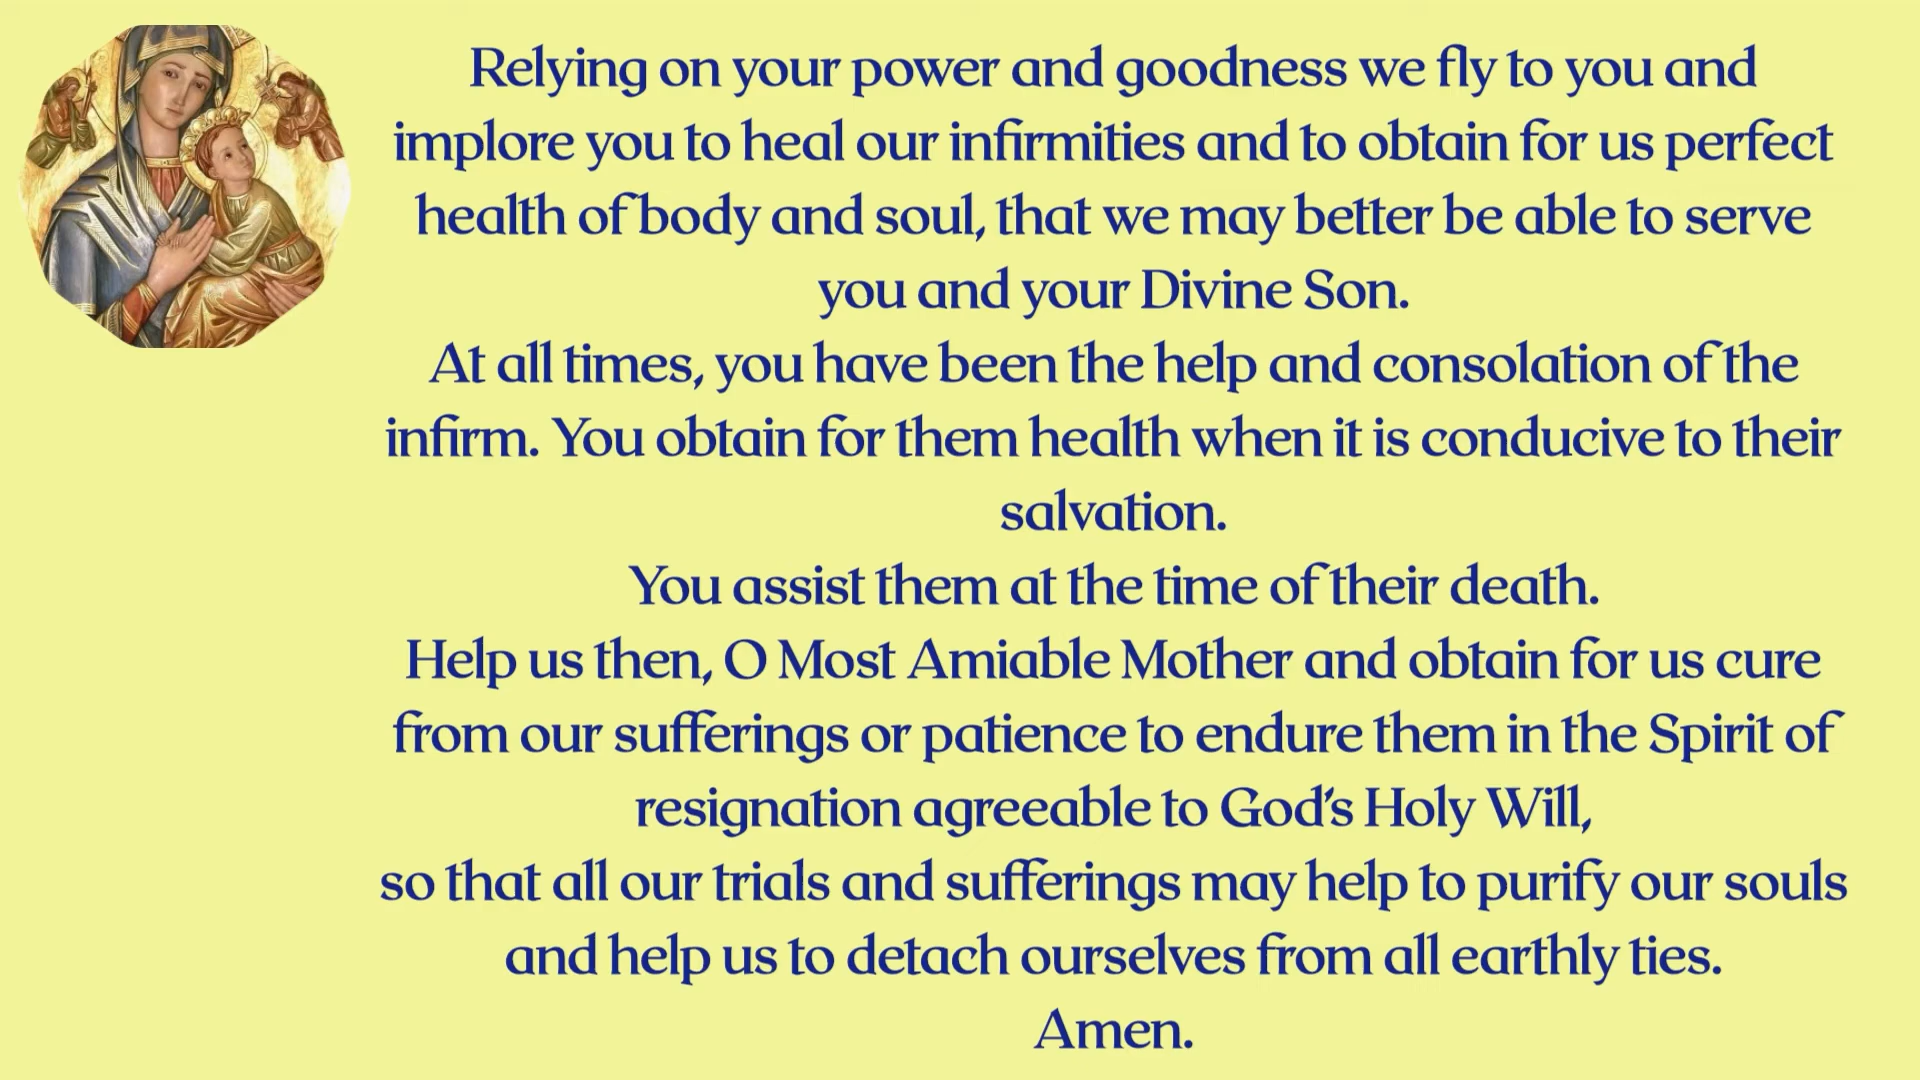 Relying on your power and goodness we fly to you and
implore you to heal our infirmities and to obtain for us perfect
health of body and soul, that we may better be able to serve
you and your Divine Son.
At all times, you have been the help and consolation of the
infirm. You obtain for them health when it is conducive to their
salvation.
You assist them at the time of their death.
Help us then, O Most Amiable Mother and obtain for us cure
from our sufferings or patience to endure them in the Spirit of
resignation agreeable to God's Holy Will,
so that all our trials and sufferings may help to purify our souls
and help us to detach ourselves from all earthly ties.
Amen.